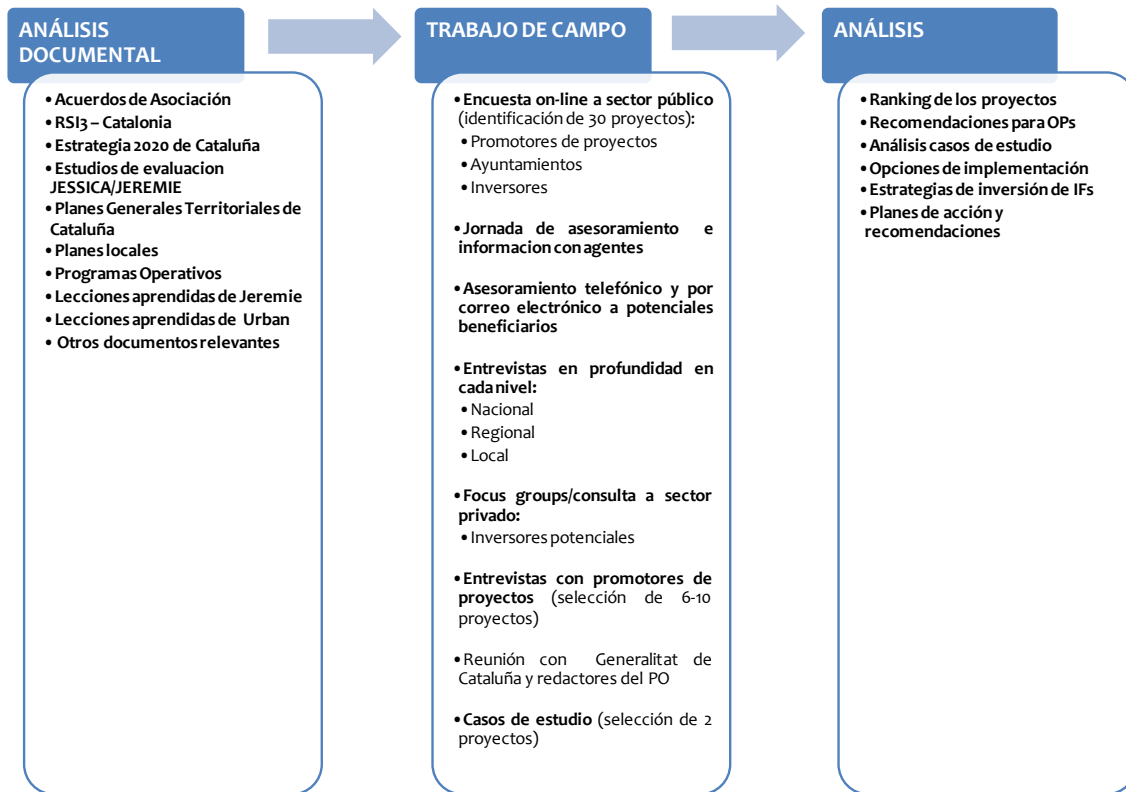 ANÁLISIS
DOCUMENTAL
• Acuerdos de Asociación
• RSI3 – Catalonia
• Estrategia 2020 de Cataluña
• Estudios de evaluacion
JESSICA/JEREMIE
• Planes Generales Territoriales de
Cataluña
• Planes locales
• Programas Operativos
• Lecciones aprendidas de Jeremie
• Lecciones aprendidas de Urban
• Otros documentos relevantes
TRABAJO DE CAMPO
• Encuesta on-line a sector público
(identificación de 30 proyectos):
• Promotores de proyectos
• Ayuntamientos
• Inversores
• Jornada de asesoramiento e
informacion con agentes
• Asesoramiento telefónico y por
correo electrónico a potenciales
beneficiarios
• Entrevistas en profundidad en
cada nivel:
• Nacional
• Regional
• Local
• Focus groups/consulta a sector
privado:
• Inversores potenciales
• Entrevistas con promotores de
proyectos (selección de 6-10
proyectos)
• Reunión con Generalitat de
Cataluña y redactores del PO
• Casos de estudio (selección de 2
proyectos)
ANÁLISIS
• Ranking de los proyectos
• Recomendaciones para OPs
• Análisis casos de estudio
• Opciones de implementación
• Estrategias de inversión de IFs
• Planes de acción y
recomendaciones